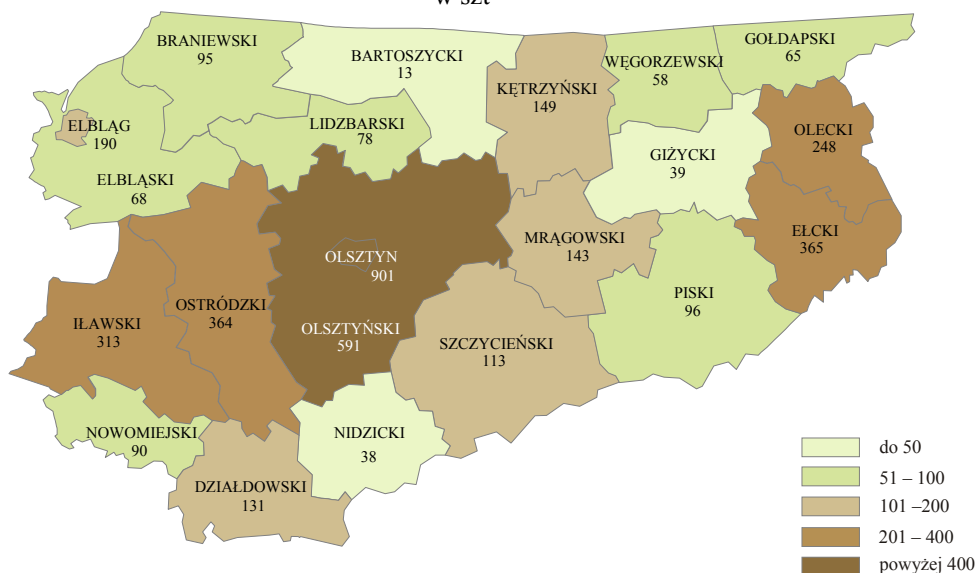 w szt
BRANIEWSKI
95
BARTOSZYCKI
13
GOŁDAPSKI
65
WĘGORZEWSKI
58
KĘTRZYŃSKI
149
ELBLĄG
190
LIDZBARSKI
78
OLECKI
248
GIŻYCKI
39
ELBLĄSKI
68
MRĄGOWSKI
143
EŁCKI
365
OLSZTYN
901
PISKI
96
OSTRÓDZKI
364
IŁAWSKI
313
OLSZTYŃSKI
591
SZCZYCIEŃSKI
113
NOWOMIEJSKI
90
NIDZICKI
38
DZIAŁDOWSKI
131
do 50
51 – 100
101 –200
201 – 400
powyżej 400